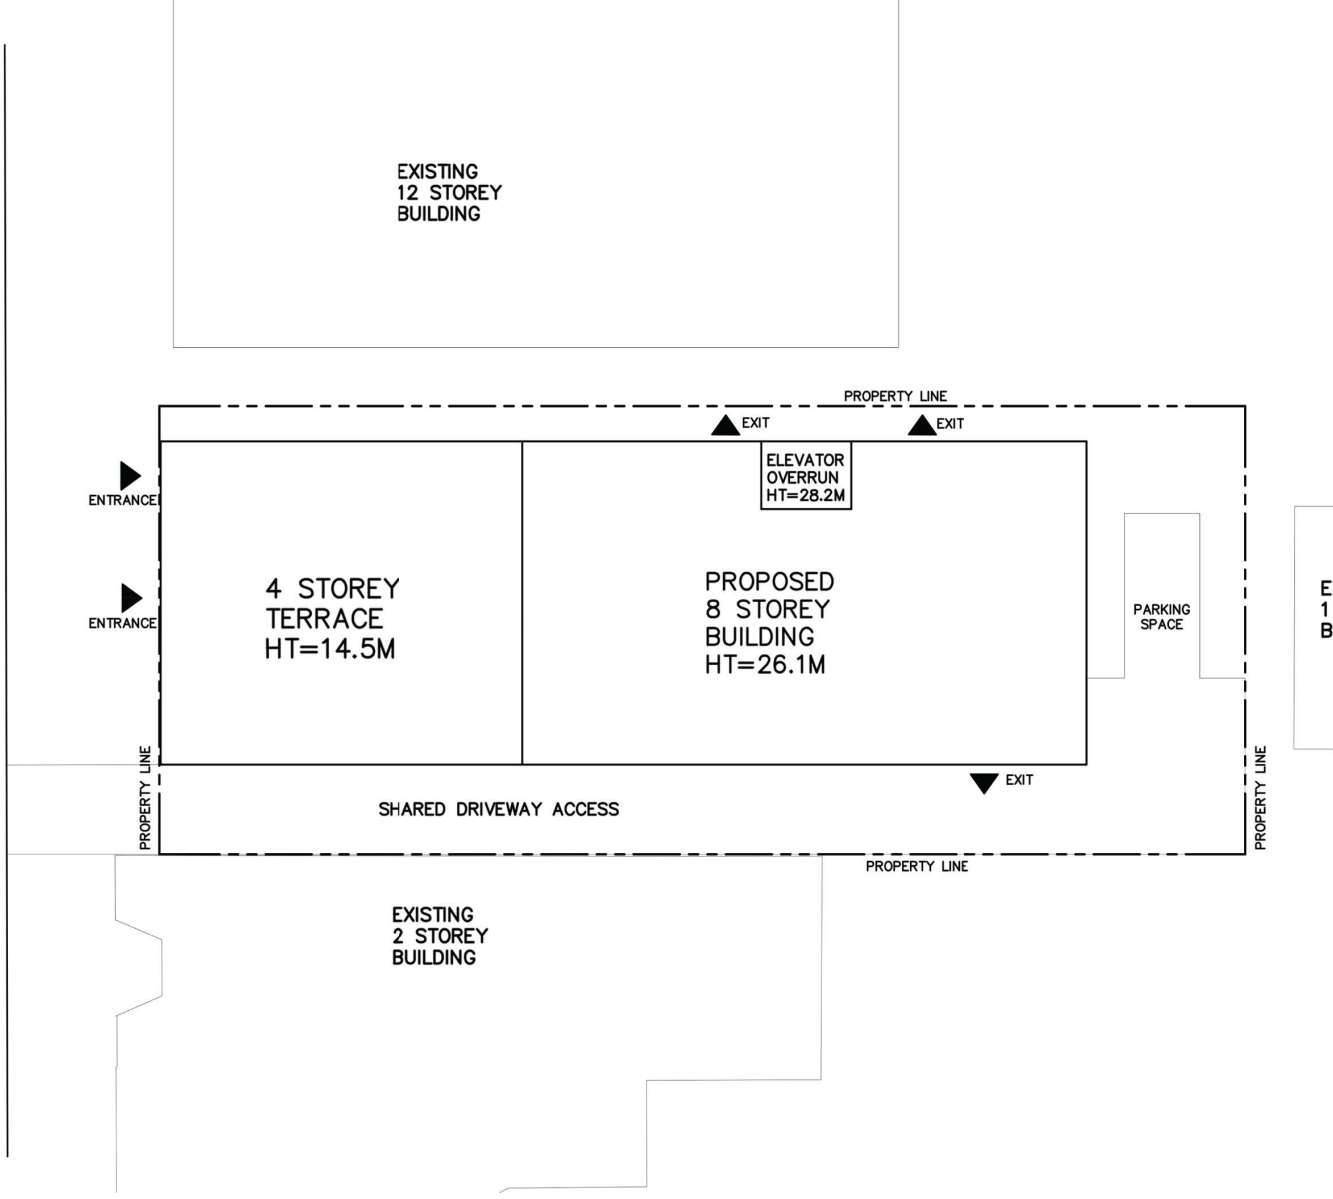 EXISTING
12 STOREY
BUILDING
PROPERTY LINE
EXIT
EXIT
ELEVATOR
OVERRUN
HT=28.2M
ENTRANCE
4 STOREY
TERRACE
HT=14.5M
PROPOSED
8 STOREY
BUILDING
HT=26.1M
ENTRANCE
PARKING
SPACE
E
1
B
PROPERTY LINE
SHARED DRIVEWAY ACCESS
EXIT
PROPERTY LINE
PROPERTY LINE
EXISTING
2 STOREY
BUILDING